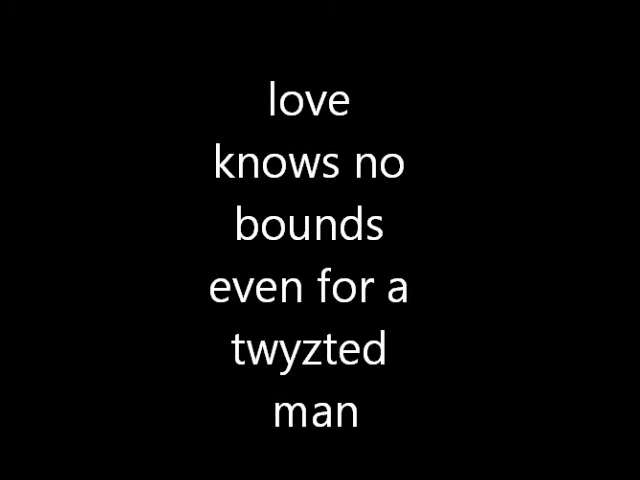 love
knows no
bounds
even for a
twyzted
man